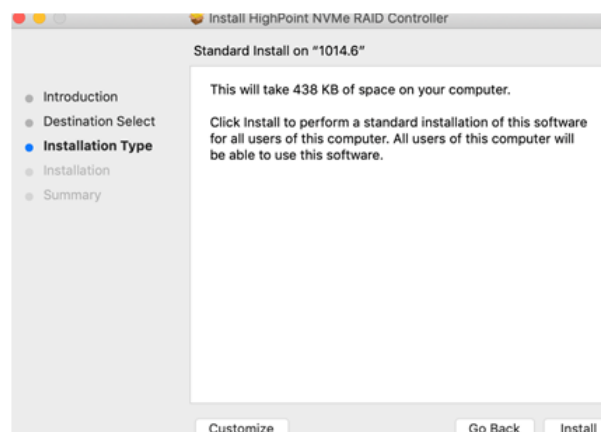 Install HighPoint NVMe RAID Controller
Standard Install on “1014.6”
Introduction
Destination Select
Installation Type
Installation
Summary
This will take 438 KB of space on your computer.
Click Install to perform a standard installation of this software
for all users of this computer. All users of this computer will
be able to use this software.
Customize
Go Back
Install